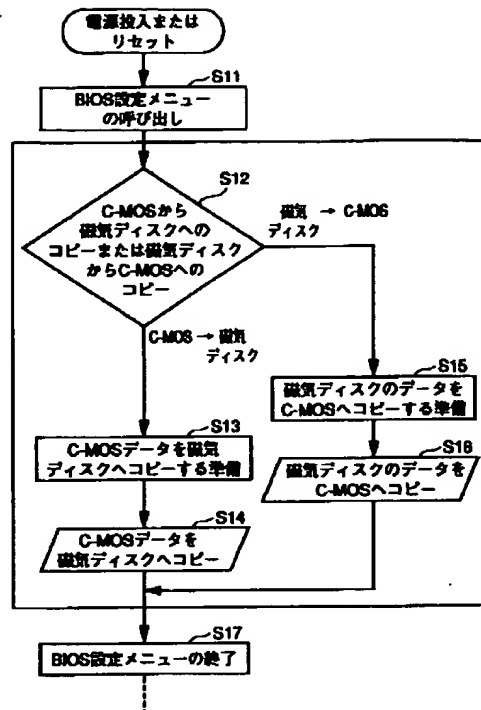 電源投入または
リセット
S11
BIOS設定メニュー
の呼び出し
S12
C-MOSから
磁気ディスクへの
コピーまたは磁気ディスク
からC-MOSへの
コピー
磁気 → C-MOS
ディスク
C-MOS → 磁気
ディスク
S15
磁気ディスクのデータを
C-MOSへコピーする準備
S13
C-MOSデータを磁気
ディスクへコピーする準備
S16
磁気ディスクのデータを
C-MOSへコピー
S14
C-MOSデータを
磁気ディスクへコピー
S17
BIOS設定メニューの終了